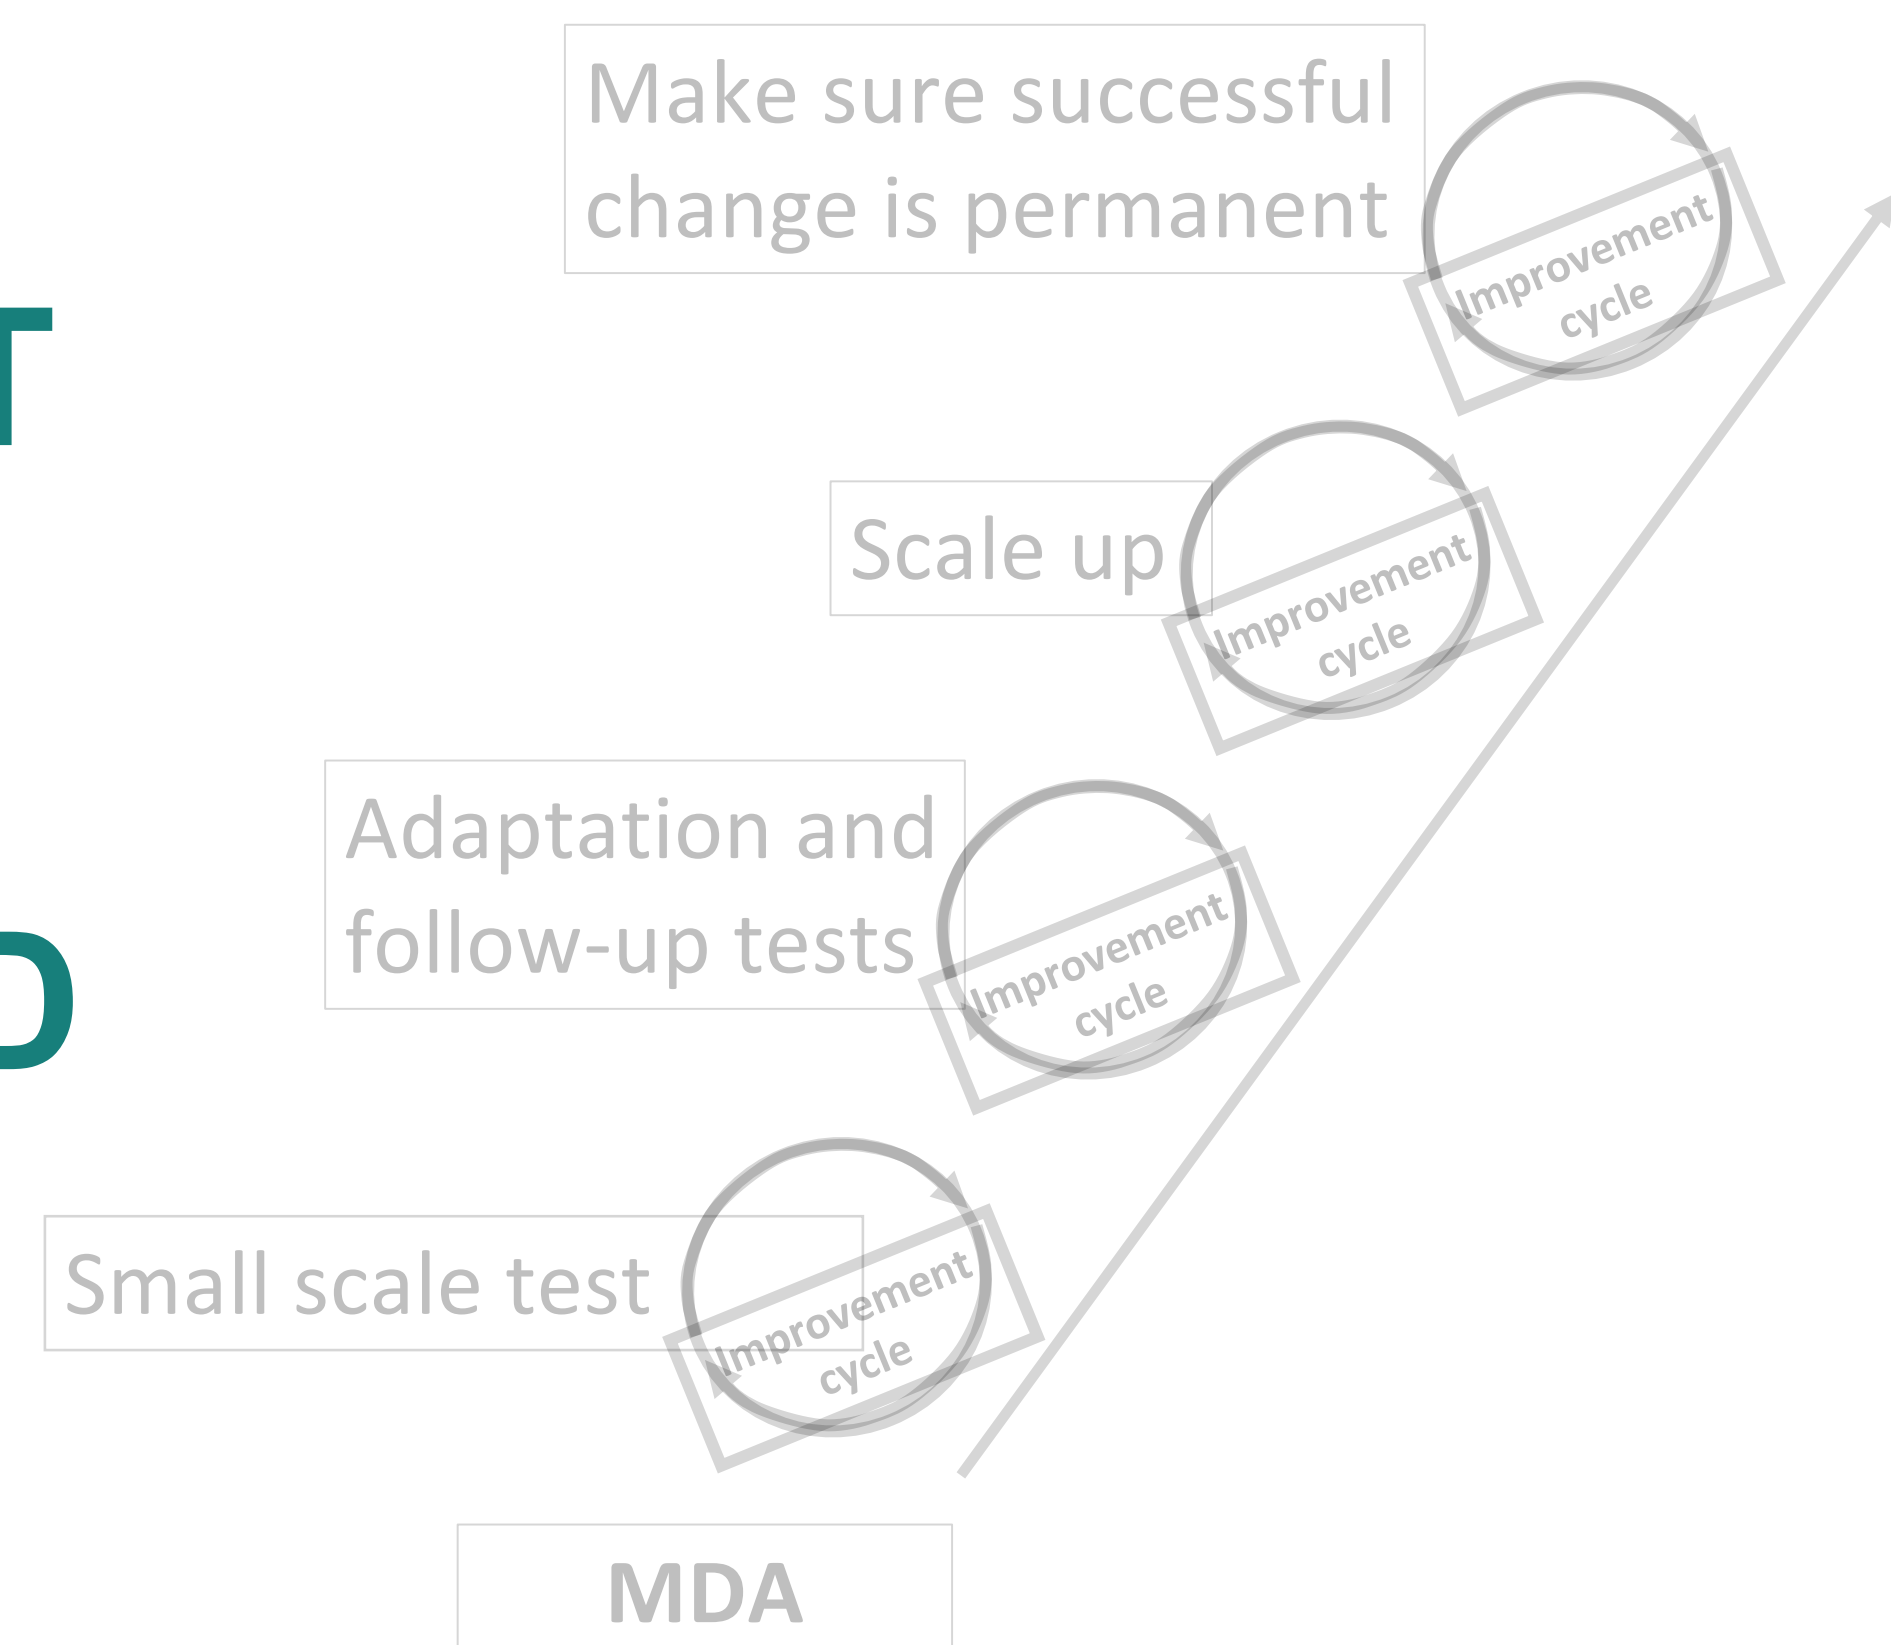 Make sure successful
change is permanent
Improvement
cycle
T
Scale up
Improvement
cycle
Adaptation and
follow-up tests
Improvement
cycle
D
Small scale test
Improvement
cycle
MDA